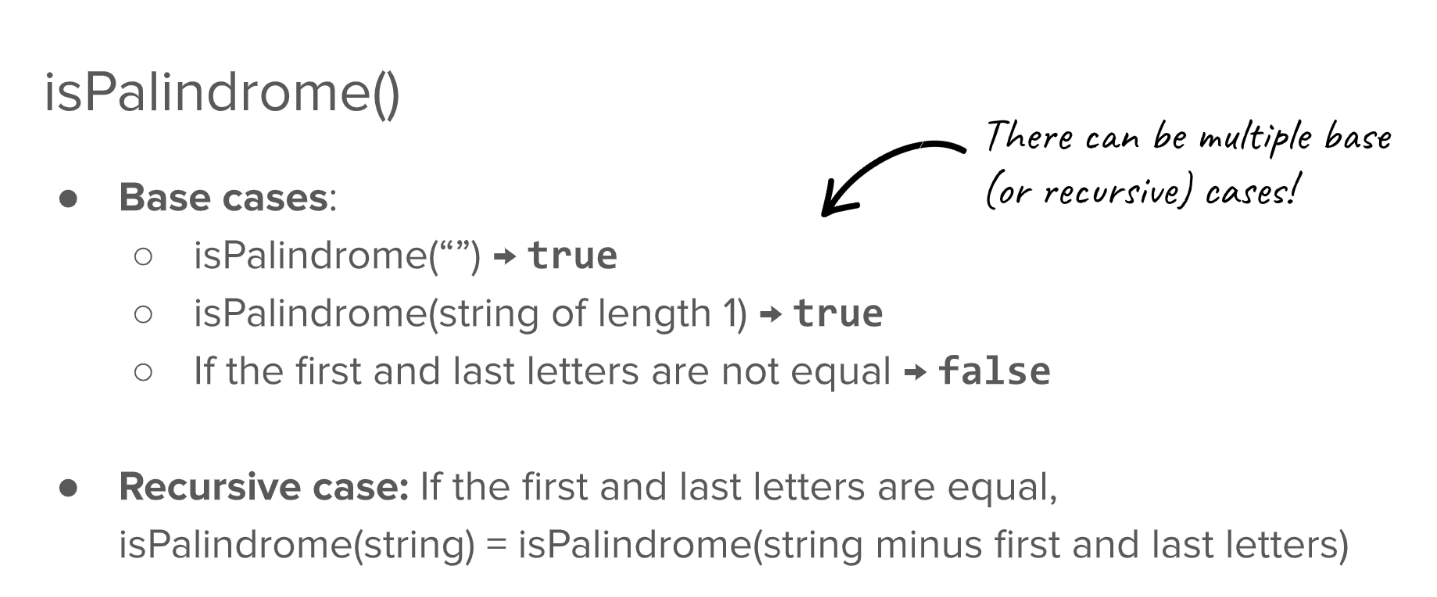 isPalindrome()
There can be multiple base
(or recursive) cases!
● Base cases:
○ isPalindrome(“”) → true
○ isPalindrome(string of length 1) → true
○ If the first and last letters are not equal → false
● Recursive case: If the first and last letters are equal,
isPalindrome(string) = isPalindrome(string minus first and last letters)